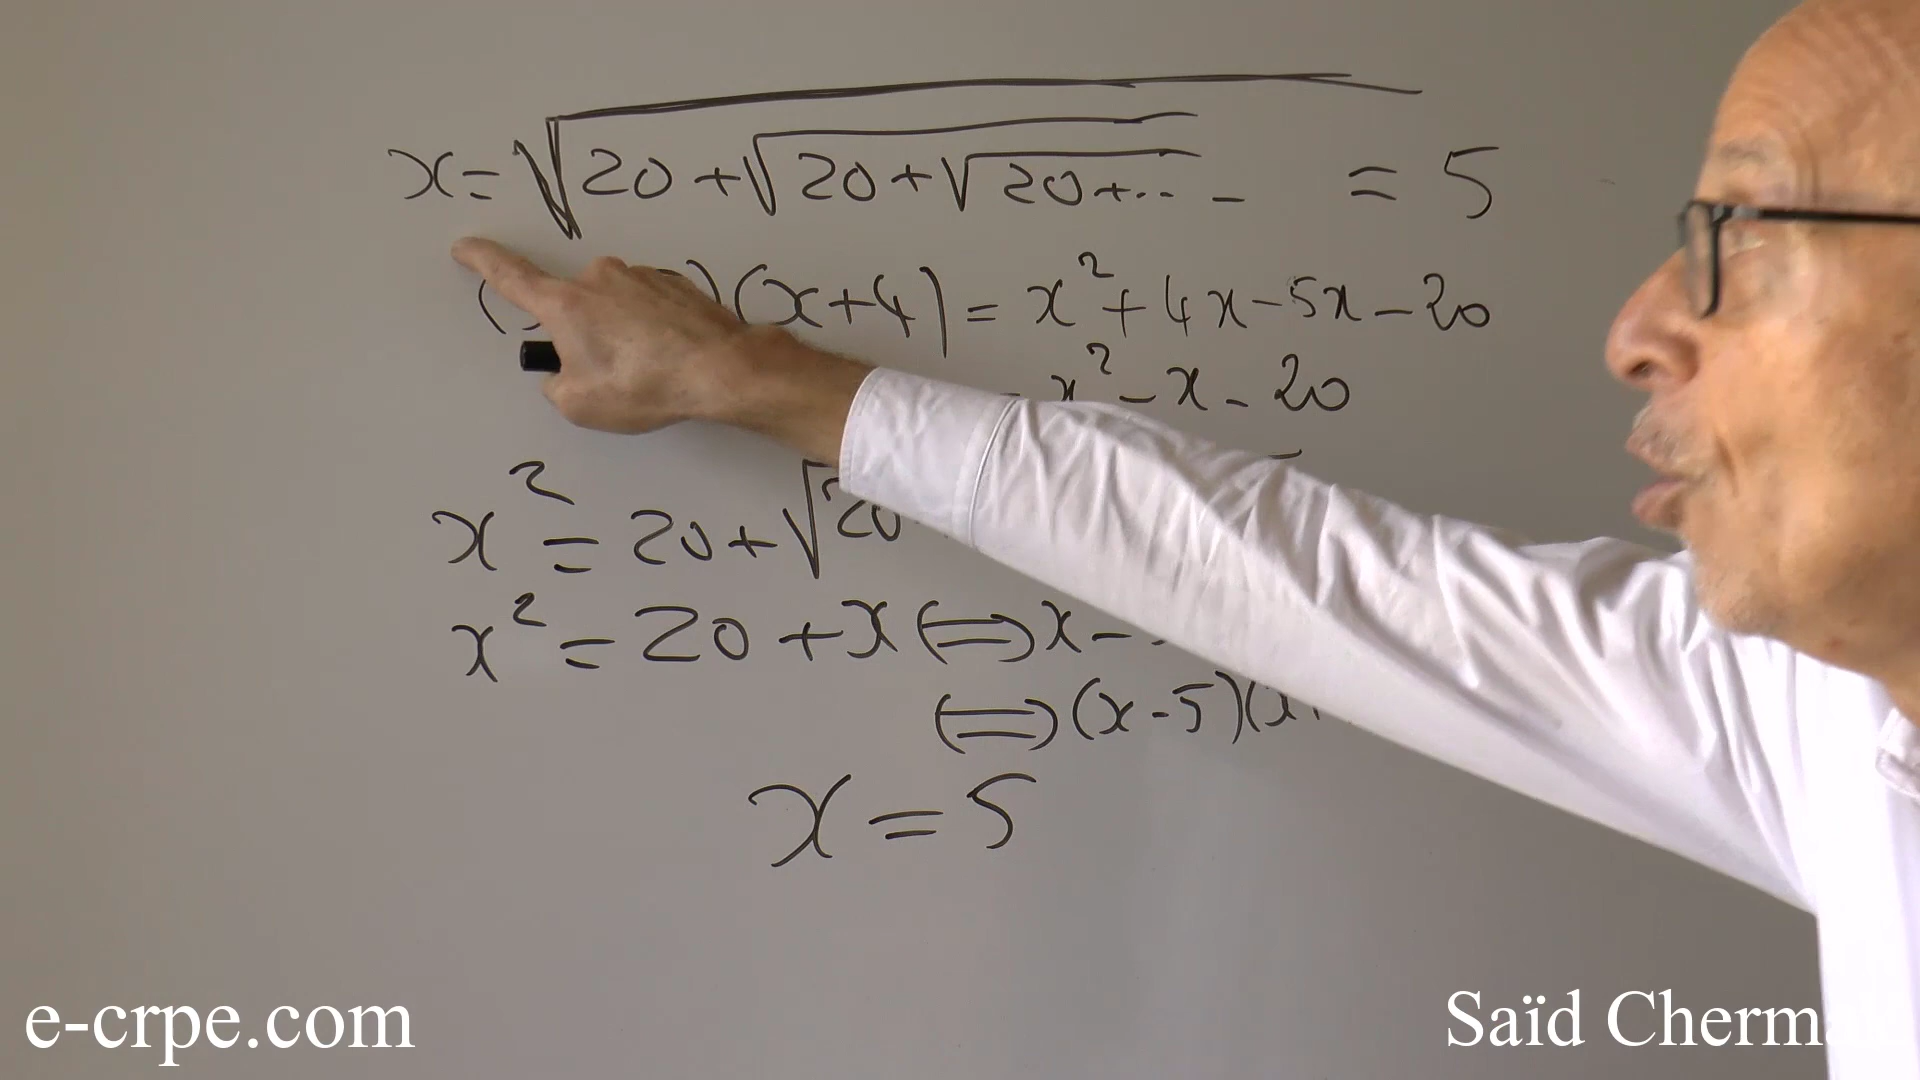 x = √20 + √20 + √20 + ... - = 5
( )(x + 4) = x² + 4x - 5x - 20
x² - x - 20
x² = 20 + √20
x² = 20 + x ⟺ x -
⟺ (x - 5)(x
x = 5
e-crpe.com
Saïd